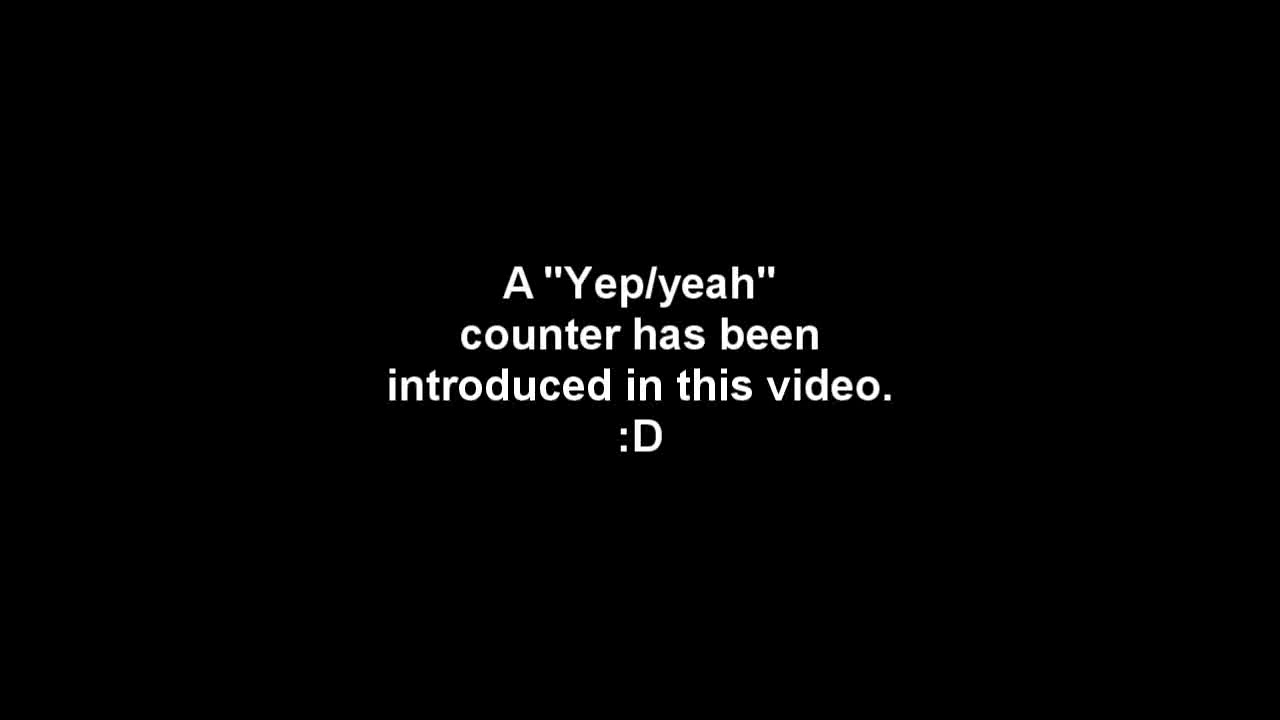 A "Yep/yeah"
counter has been
introduced in this video.
:D